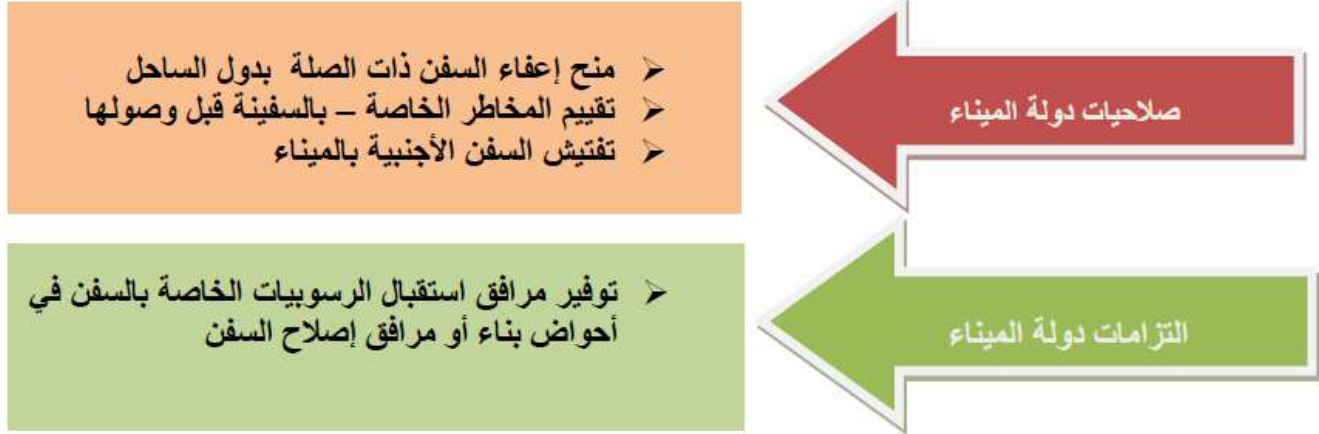 صلاحيات دولة الميناء
➢ منح إعفاء السفن ذات الصلة بدول الساحل
➢ تقييم المخاطر الخاصة – بالسفينة قبل وصولها
➢ تفتيش السفن الأجنبية بالميناء
التزامات دولة الميناء
➢ توفير مرافق استقبال الرسوبيات الخاصة بالسفن في
أحواض بناء أو مرافق إصلاح السفن